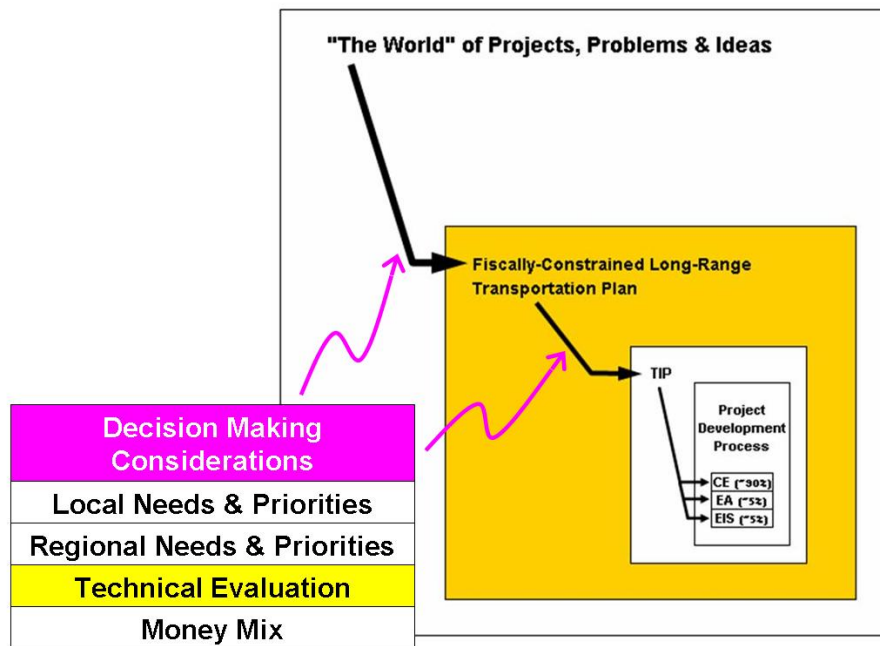 "The World" of Projects, Problems & Ideas
Fiscally-Constrained Long-Range
Transportation Plan
TIP
Project
Development
Process
CE (~90%)
EA (~5%)
EIS (~5%)
Decision Making
Considerations
Local Needs & Priorities
Regional Needs & Priorities
Technical Evaluation
Money Mix